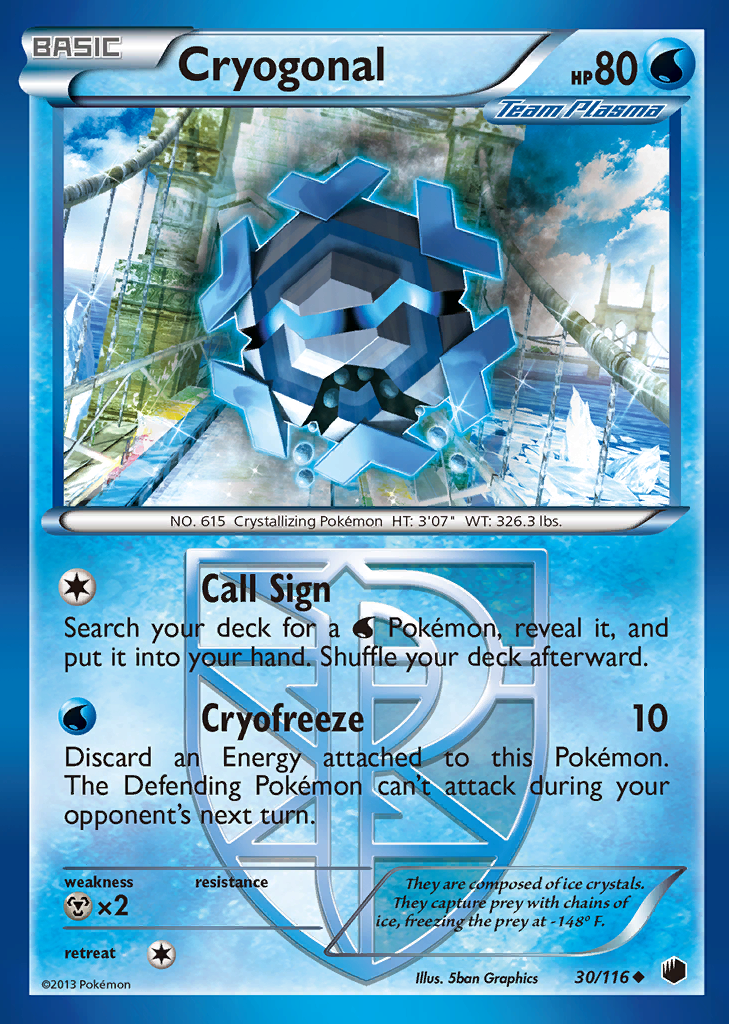 BASIC
Cryogonal
HP80
Team Plasma
NO. 615 Crystallizing Pokémon HT: 3'07" WT: 326.3 lbs.
Call Sign
Search your deck for a Pokémon, reveal it, and
put it into your hand. Shuffle your deck afterward.
Cryofreeze 10
Discard an Energy attached to this Pokémon.
The Defending Pokémon can't attack during your
opponent's next turn.
weakness resistance
×2
retreat
They are composed of ice crystals.
They capture prey with chains of
ice, freezing the prey at -148º F.
©2013 Pokémon
Illus. 5ban Graphics 30/116